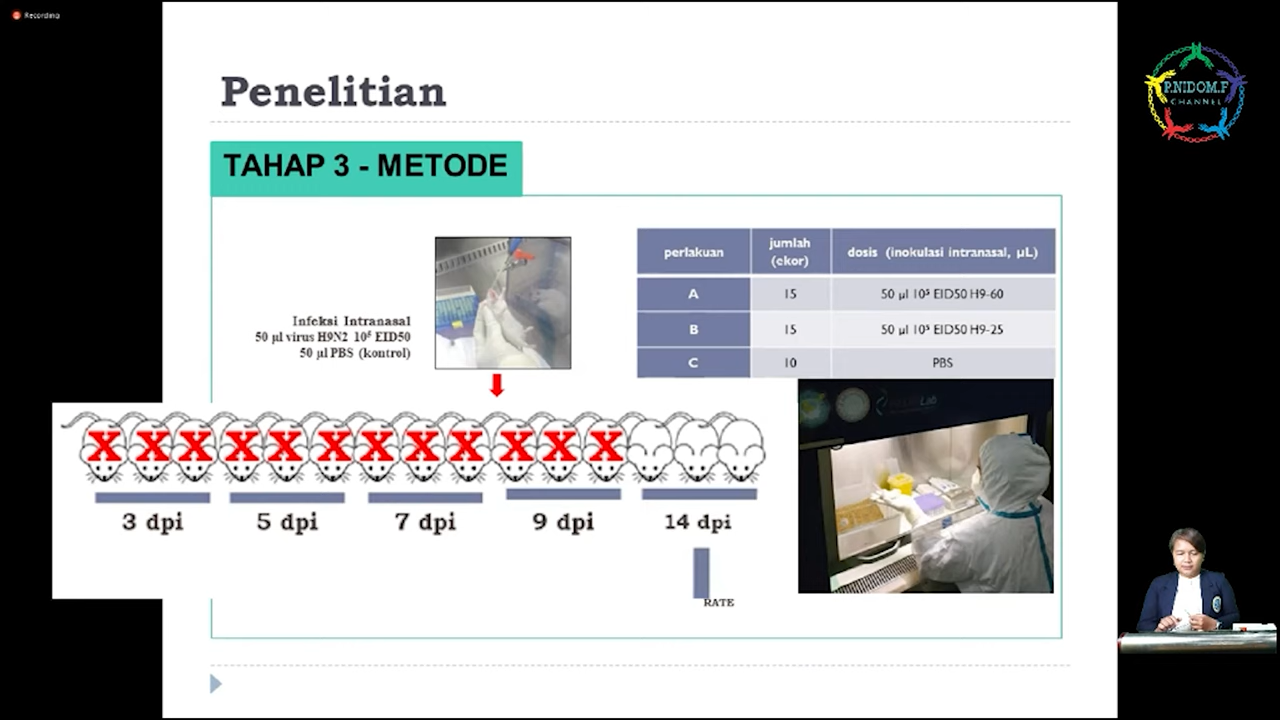 Recording
P.NIDOM.F
CHANNEL
Penelitian
TAHAP 3 - METODE
perlakuan
jumlah (ekor)
dosis (inokulasi intranasal, µL)
A
15
50 µl 10⁵ EID50 H9-60
B
15
50 µl 10⁵ EID50 H9-25
C
10
PBS
Infeksi Intranasal
50 µl virus H9N2 10⁵ EID50
50 µl PBS (kontrol)
X X X X X X X X X X X X
3 dpi
5 dpi
7 dpi
9 dpi
14 dpi
RATE